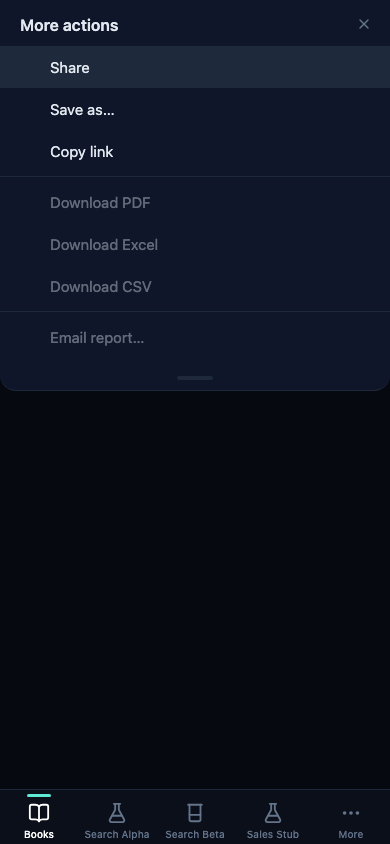 More actions
Share
Save as...
Copy link
Download PDF
Download Excel
Download CSV
Email report...
Books
Search Alpha
Search Beta
Sales Stub
More